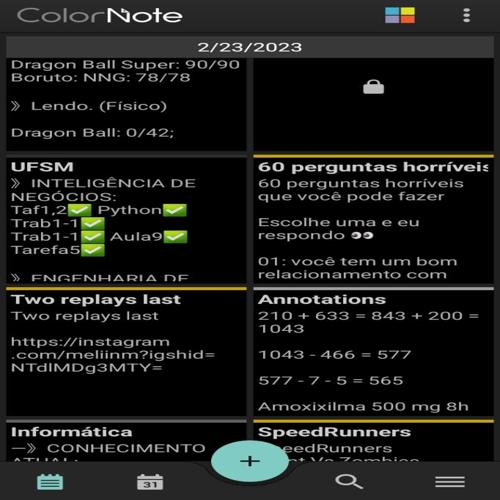 ColorNote
2/23/2023
Dragon Ball Super: 90/90
Boruto: NNG: 78/78
》 Lendo. (Físico)
Dragon Ball: 0/42;
UFSM
》 INTELIGÊNCIA DE
NEGÓCIOS:
Taf1,2✅ Python✅
Trab1-1✅
Trab1-1✅ Aula9✅
Tarefa5✅
》 ENGENHARIA DE
60 perguntas horríveis
60 perguntas horríveis
que você pode fazer
Escolhe uma e eu
respondo 👀
01: você tem um bom
relacionamento com
Two replays last
Two replays last
https://instagram
.com/meliinm?igshid=
NTdlMDg3MTY=
Annotations
210 + 633 = 843 + 200 =
1043
1043 - 466 = 577
577 - 7 - 5 = 565
Amoxixilma 500 mg 8h
Informática
—》 CONHECIMENTO
ATUAL:
SpeedRunners
SpeedRunners
Vs Zombies
31